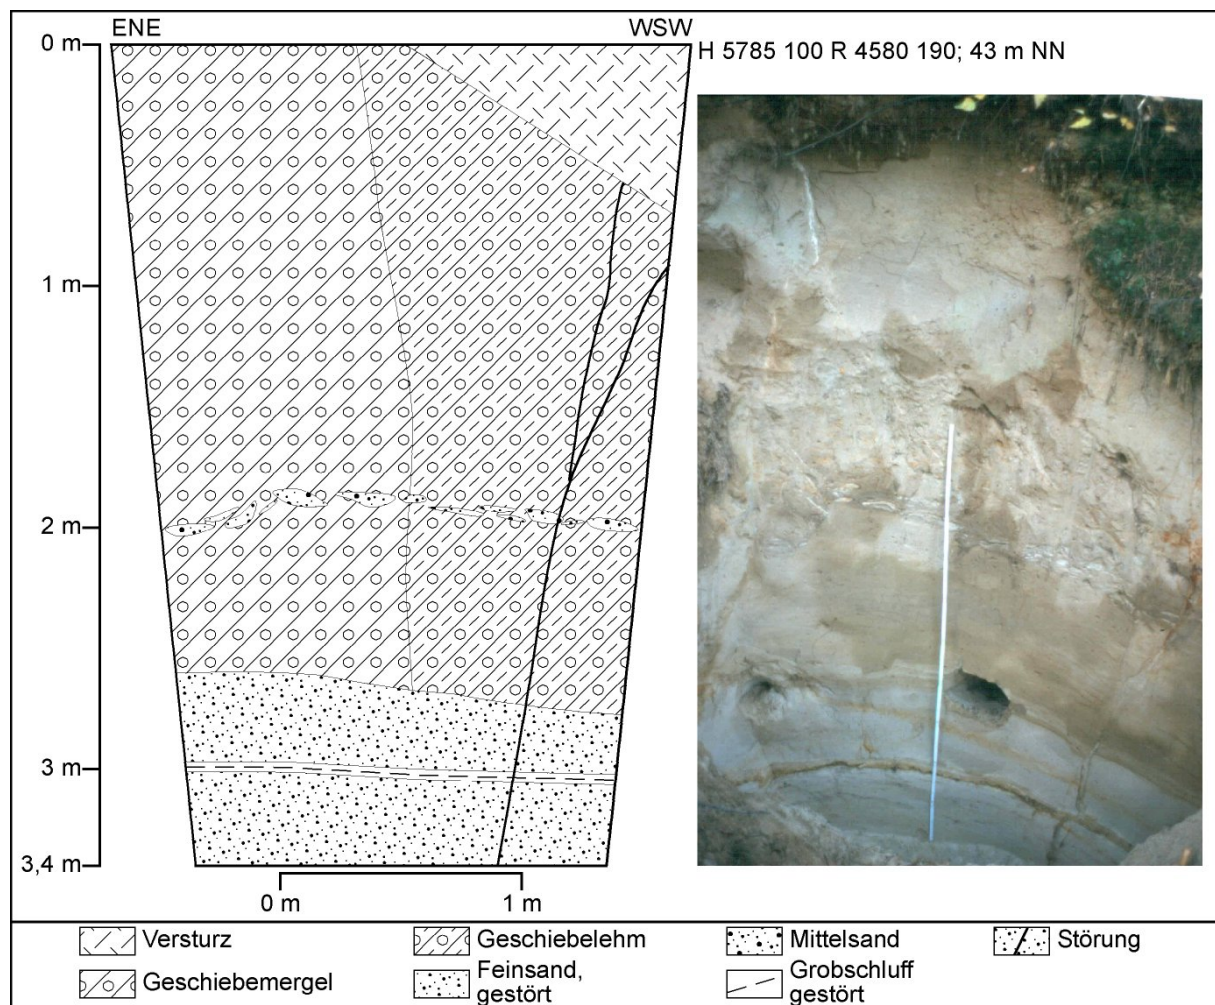 ENE
WSW
0 m
H 5785 100 R 4580 190; 43 m NN
1 m
2 m
3 m
3,4 m
0 m
1 m
Versturz
Geschiebelehm
Mittelsand
Störung
Geschiebemergel
Feinsand,
gestört
Grobschluff
gestört